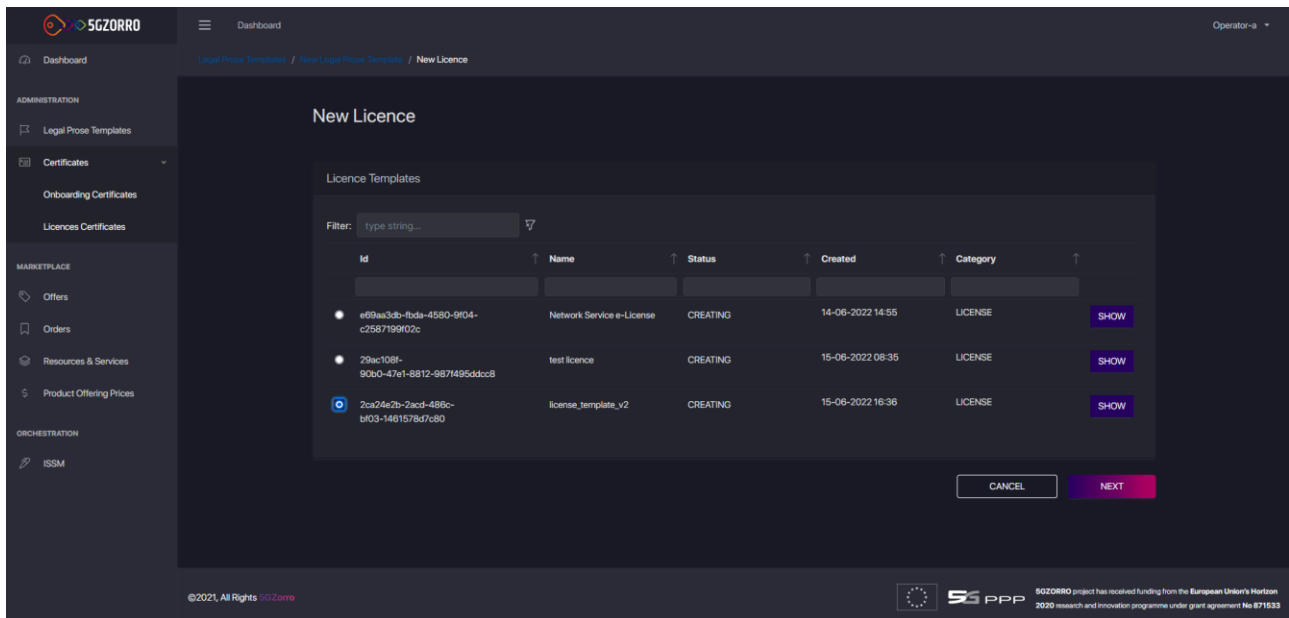 5GZORRO
Dashboard
Operator-a
Dashboard
Legal Prose Templates / New Legal Prose Template / New Licence
ADMINISTRATION
Legal Prose Templates
Certificates
Onboarding Certificates
Licences Certificates
MARKETPLACE
Offers
Orders
Resources & Services
Product Offering Prices
ORCHESTRATION
ISSM
New Licence
Licence Templates
Filter: type string...
Id Name Status Created Category
e69aa3db-fbda-4580-9f04-
c2587199f02c
Network Service e-License CREATING 14-06-2022 14:55 LICENSE SHOW
29ac108f-
90b0-47e1-8812-987f495ddcc8
test licence CREATING 15-06-2022 08:35 LICENSE SHOW
2ca24e2b-2acd-486c-
bf03-1461578d7c80
license_template_v2 CREATING 15-06-2022 16:36 LICENSE SHOW
CANCEL NEXT
©2021, All Rights 5GZorro
5G PPP
5GZORRO project has received funding from the European Union's Horizon
2020 research and innovation programme under grant agreement No 871533